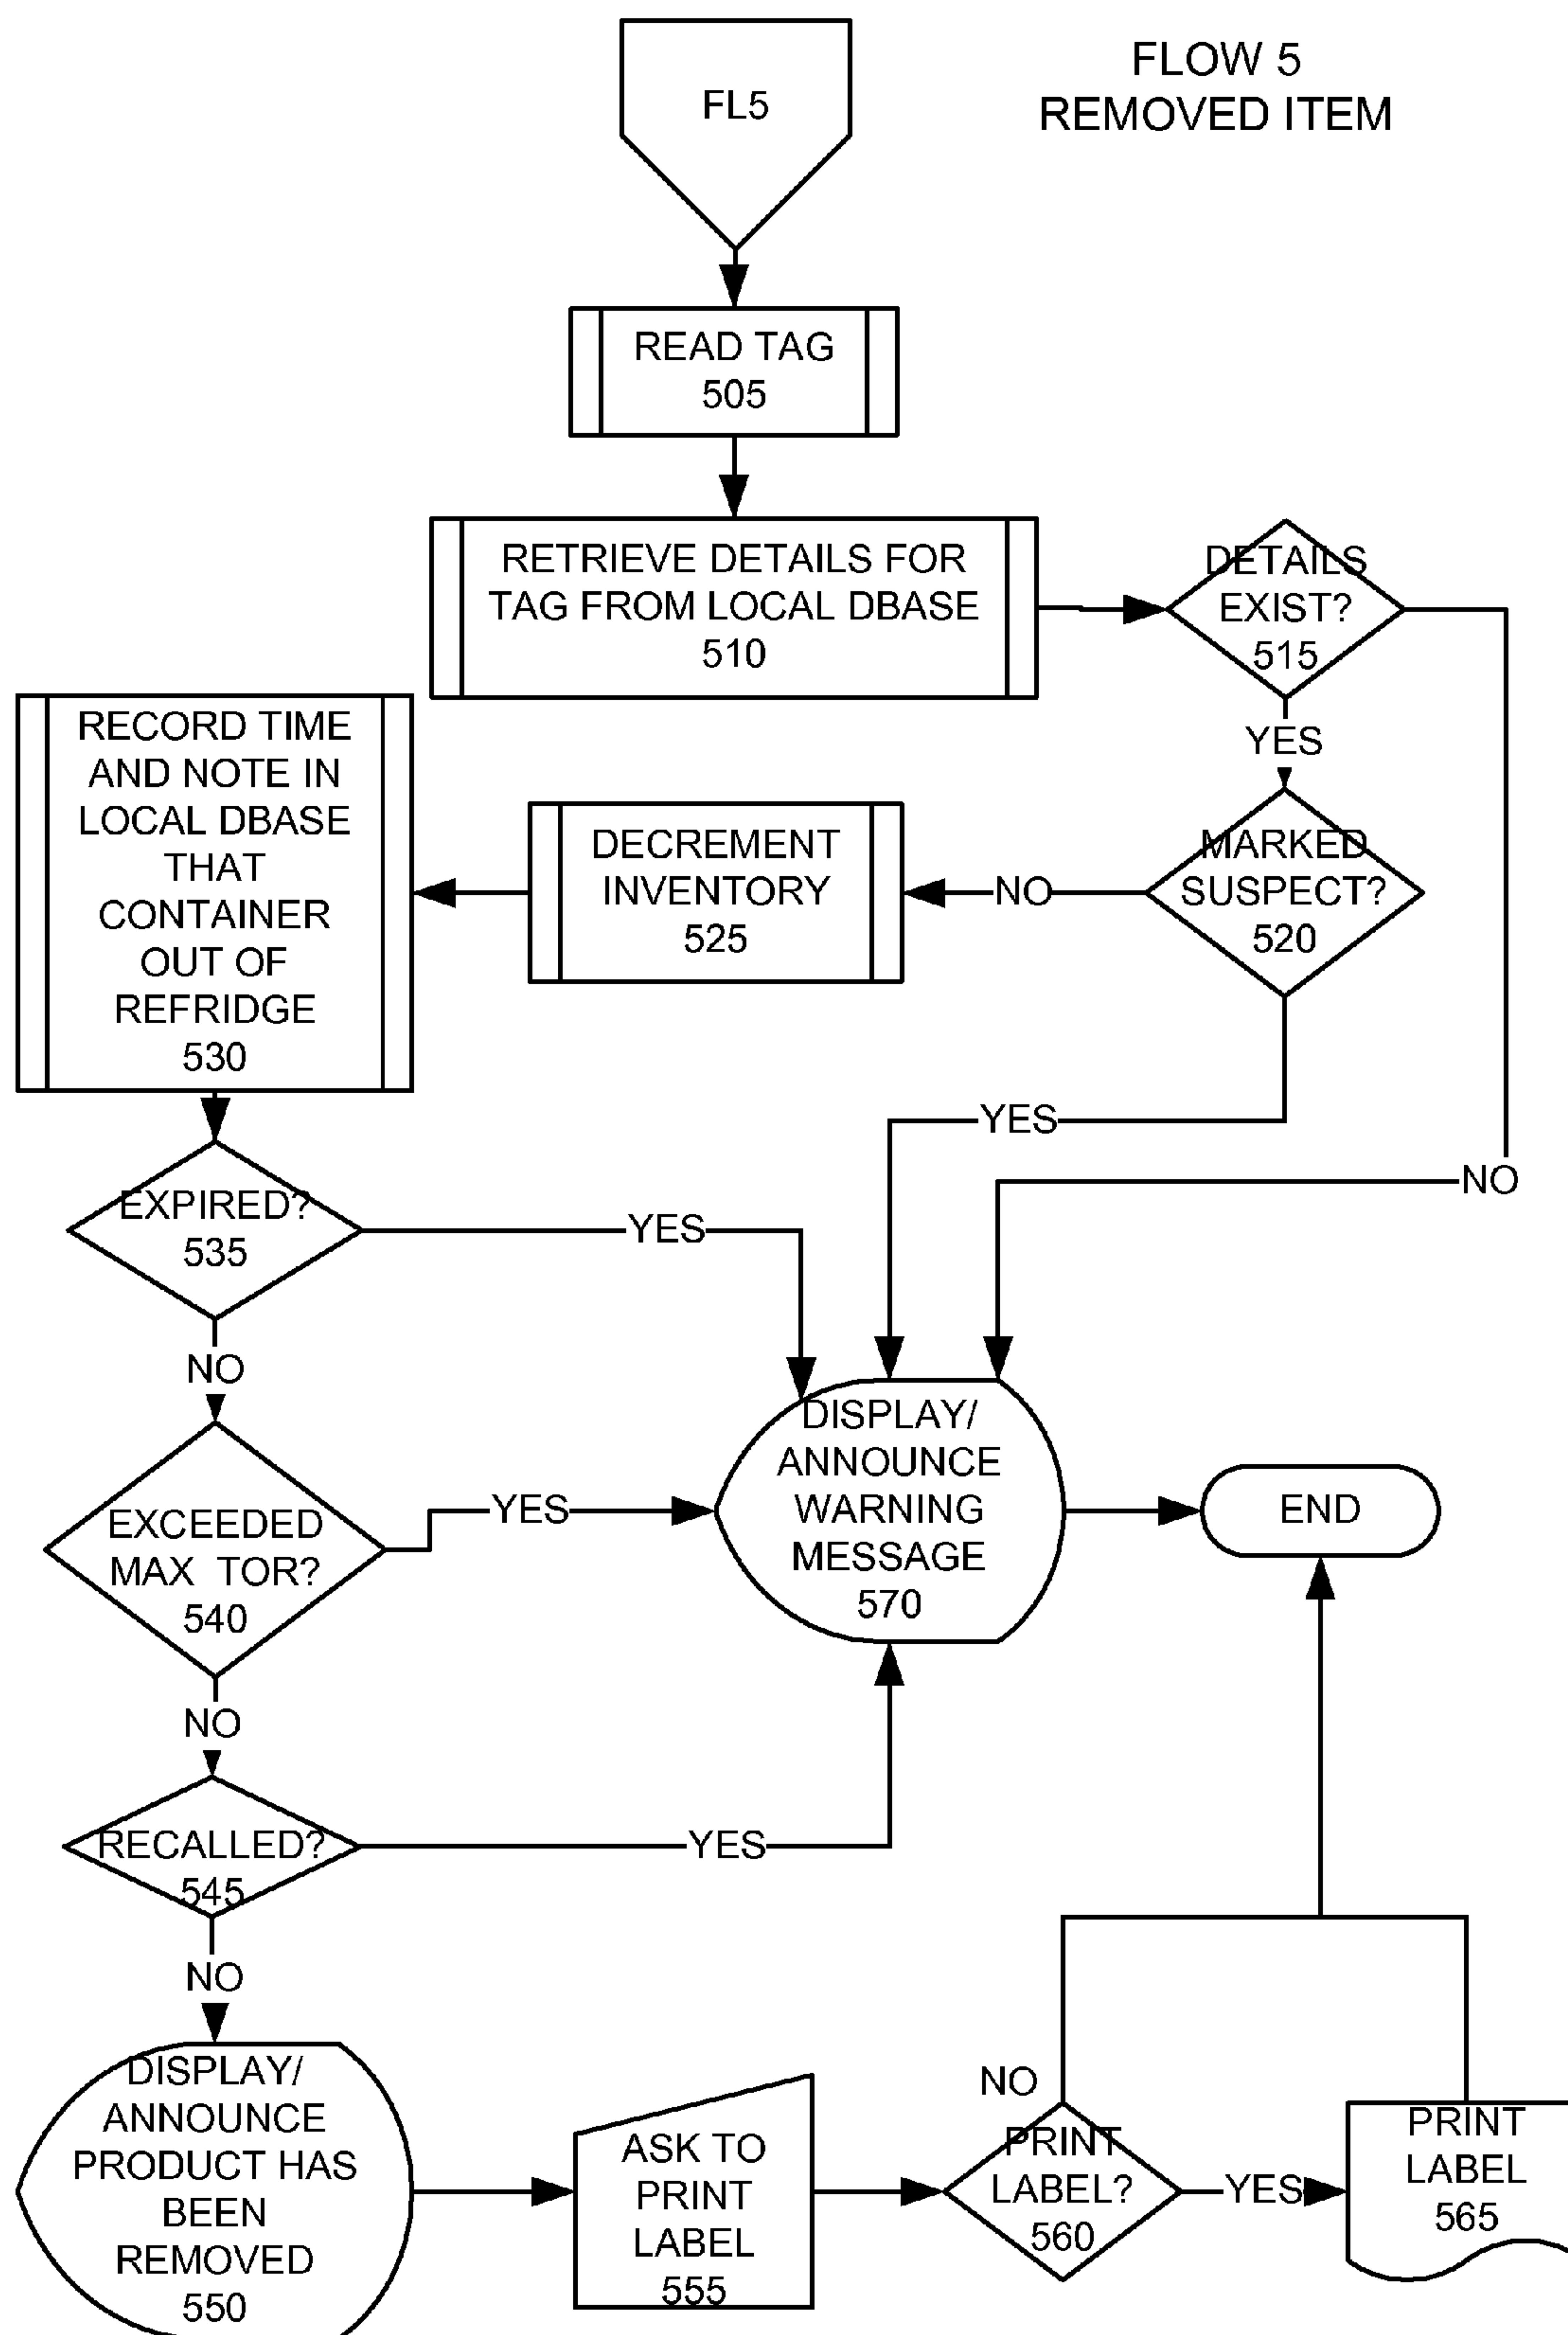 FLOW 5
REMOVED ITEM
FL5
READ TAG
505
RETRIEVE DETAILS FOR
TAG FROM LOCAL DBASE
510
DETAILS
EXIST?
515
YES
NO
MARKED
SUSPECT?
520
NO
YES
DECREMENT
INVENTORY
525
RECORD TIME
AND NOTE IN
LOCAL DBASE
THAT
CONTAINER
OUT OF
REFRIDGE
530
EXPIRED?
535
YES
NO
EXCEEDED
MAX TOR?
540
YES
NO
RECALLED?
545
YES
NO
DISPLAY/
ANNOUNCE
WARNING
MESSAGE
570
END
DISPLAY/
ANNOUNCE
PRODUCT HAS
BEEN
REMOVED
550
ASK TO
PRINT
LABEL
555
PRINT
LABEL?
560
NO
YES
PRINT
LABEL
565